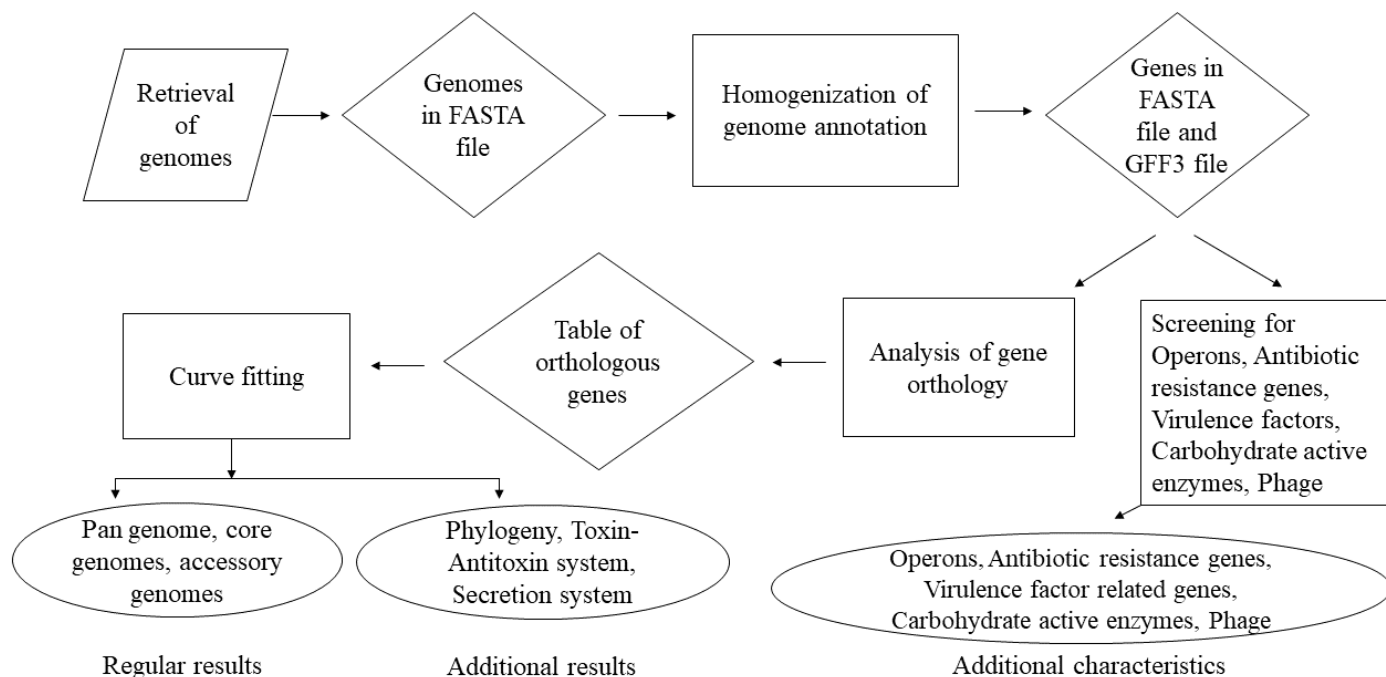 Retrieval
of
genomes
Genomes
in FASTA
file
Homogenization of
genome annotation
Genes in
FASTA
file and
GFF3 file
Screening for
Operons, Antibiotic
resistance genes,
Virulence factors,
Carbohydrate active
enzymes, Phage
Analysis of gene
orthology
Table of
orthologous
genes
Curve fitting
Pan genome, core
genomes, accessory
genomes
Phylogeny, Toxin-
Antitoxin system,
Secretion system
Operons, Antibiotic resistance genes,
Virulence factor related genes,
Carbohydrate active enzymes, Phage
Regular results
Additional results
Additional characteristics